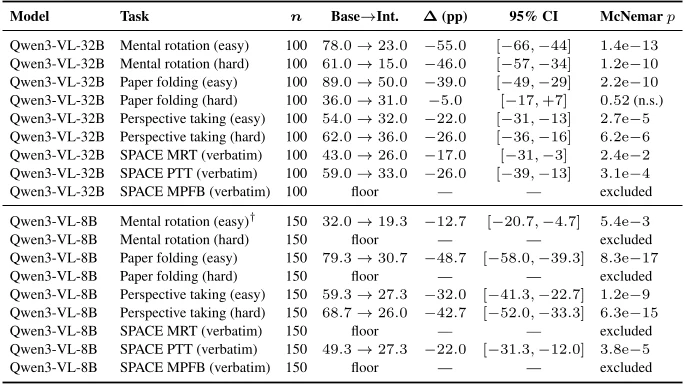 Model Task n Base→Int. Δ (pp) 95% CI McNemar p
Qwen3-VL-32B Mental rotation (easy) 100 78.0 → 23.0 −55.0 [−66, −44] 1.4e−13
Qwen3-VL-32B Mental rotation (hard) 100 61.0 → 15.0 −46.0 [−57, −34] 1.2e−10
Qwen3-VL-32B Paper folding (easy) 100 89.0 → 50.0 −39.0 [−49, −29] 2.2e−10
Qwen3-VL-32B Paper folding (hard) 100 36.0 → 31.0 −5.0 [−17, +7] 0.52 (n.s.)
Qwen3-VL-32B Perspective taking (easy) 100 54.0 → 32.0 −22.0 [−31, −13] 2.7e−5
Qwen3-VL-32B Perspective taking (hard) 100 62.0 → 36.0 −26.0 [−36, −16] 6.2e−6
Qwen3-VL-32B SPACE MRT (verbatim) 100 43.0 → 26.0 −17.0 [−31, −3] 2.4e−2
Qwen3-VL-32B SPACE PTT (verbatim) 100 59.0 → 33.0 −26.0 [−39, −13] 3.1e−4
Qwen3-VL-32B SPACE MPFB (verbatim) 100 floor — — excluded
Qwen3-VL-8B Mental rotation (easy)† 150 32.0 → 19.3 −12.7 [−20.7, −4.7] 5.4e−3
Qwen3-VL-8B Mental rotation (hard) 150 floor — — excluded
Qwen3-VL-8B Paper folding (easy) 150 79.3 → 30.7 −48.7 [−58.0, −39.3] 8.3e−17
Qwen3-VL-8B Paper folding (hard) 150 floor — — excluded
Qwen3-VL-8B Perspective taking (easy) 150 59.3 → 27.3 −32.0 [−41.3, −22.7] 1.2e−9
Qwen3-VL-8B Perspective taking (hard) 150 68.7 → 26.0 −42.7 [−52.0, −33.3] 6.3e−15
Qwen3-VL-8B SPACE MRT (verbatim) 150 floor — — excluded
Qwen3-VL-8B SPACE PTT (verbatim) 150 49.3 → 27.3 −22.0 [−31.3, −12.0] 3.8e−5
Qwen3-VL-8B SPACE MPFB (verbatim) 150 floor — — excluded